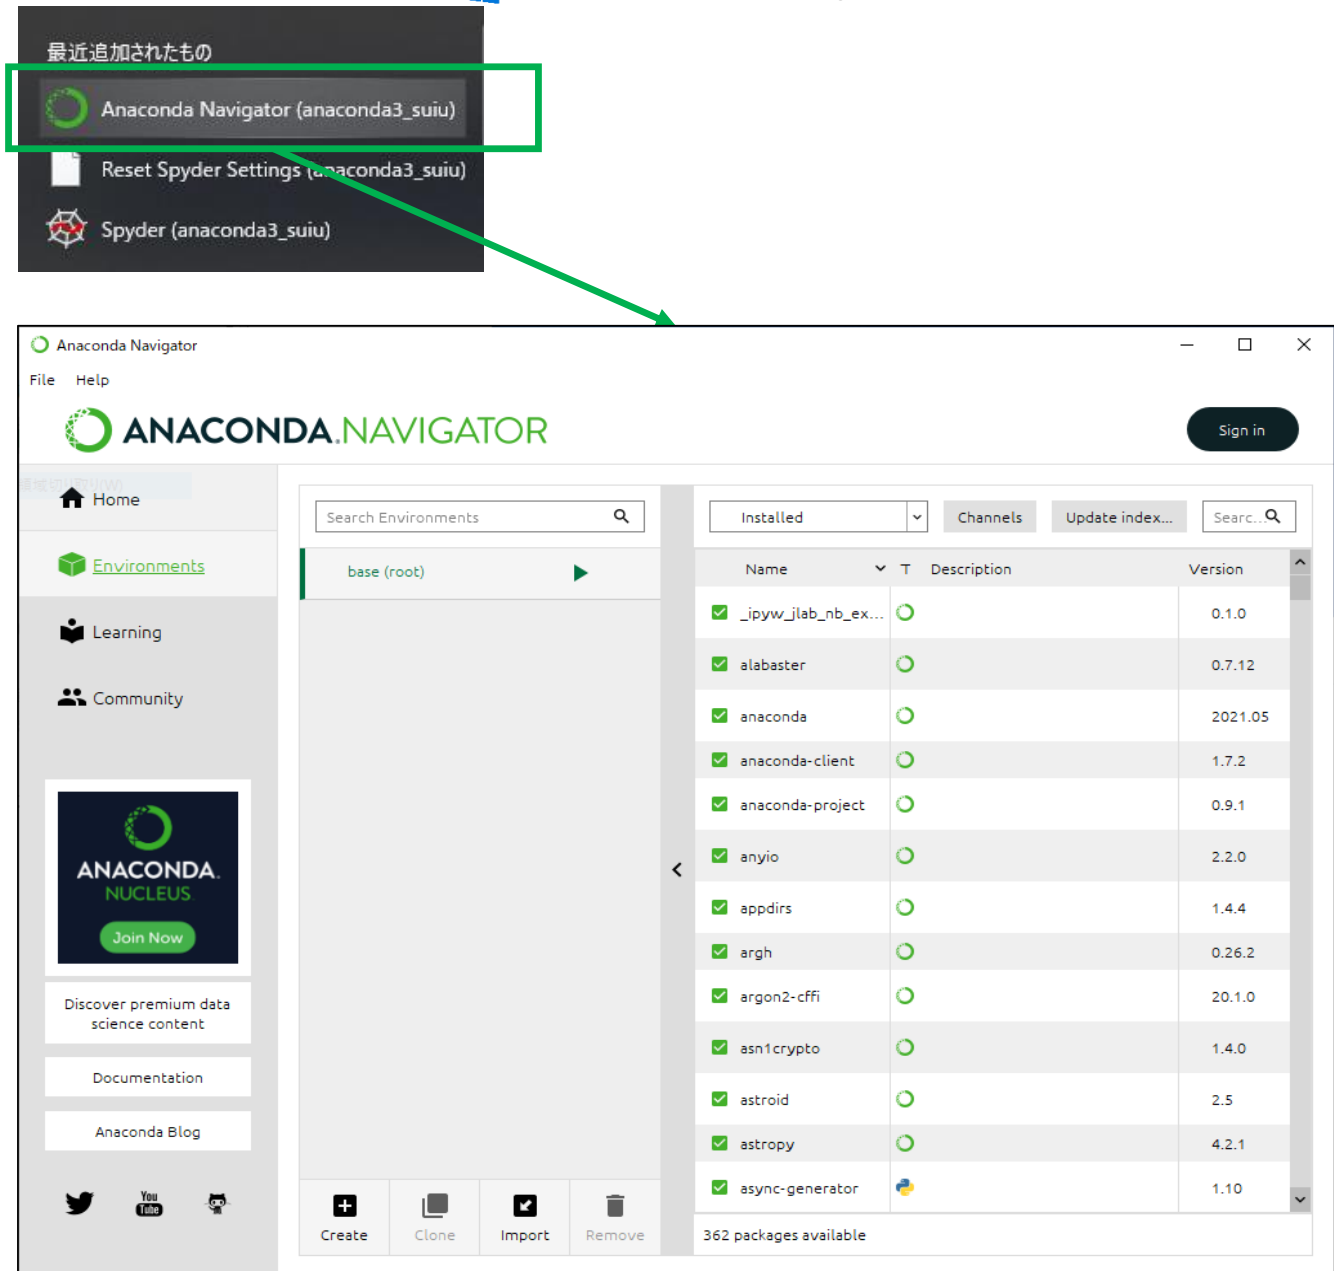 最近追加されたもの
Anaconda Navigator (anaconda3_suiu)
Reset Spyder Settings (anaconda3_suiu)
Spyder (anaconda3_suiu)
Anaconda Navigator
File Help
ANACONDA.NAVIGATOR
Sign in
Home
Environments
Learning
Community
ANACONDA.
NUCLEUS
Join Now
Discover premium data
science content
Documentation
Anaconda Blog
You
Tube
Search Environments
base (root)
Create Clone Import Remove
Installed Channels Update index... Searc...
Name T Description Version
_ipyw_jlab_nb_ex... 0.1.0
alabaster 0.7.12
anaconda 2021.05
anaconda-client 1.7.2
anaconda-project 0.9.1
anyio 2.2.0
appdirs 1.4.4
argh 0.26.2
argon2-cffi 20.1.0
asn1crypto 1.4.0
astroid 2.5
astropy 4.2.1
async-generator 1.10
362 packages available